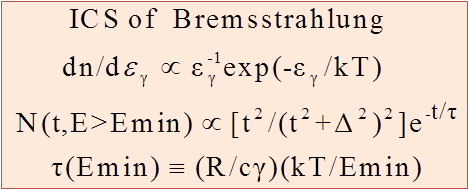 ICS of Bremsstrahlung
dn/dεγ ∝ εγ⁻¹exp(-εγ/kT)
N(t,E>Emin) ∝ [t²/(t²+Δ²)²]e⁻ᵗ/ᵗ
τ(Emin) ≡ (R/cγ)(kT/Emin)